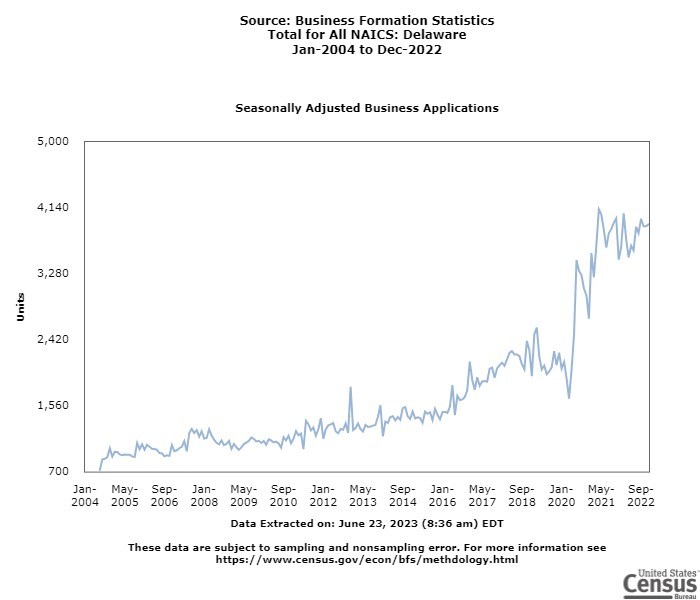 Source: Business Formation Statistics
Total for All NAICS: Delaware
Jan-2004 to Dec-2022
Seasonally Adjusted Business Applications
5,000
4,140
3,280
2,420
1,560
700
Units
Jan- May- Sep- Jan- May- Sep- Jan- May- Sep- Jan- May- Sep- Jan- May- Sep-
2004 2005 2006 2008 2009 2010 2012 2013 2014 2016 2017 2018 2020 2021 2022
Data Extracted on: June 23, 2023 (8:36 am) EDT
These data are subject to sampling and nonsampling error. For more information see
https://www.census.gov/econ/bfs/methdology.html
United States™
Census
Bureau